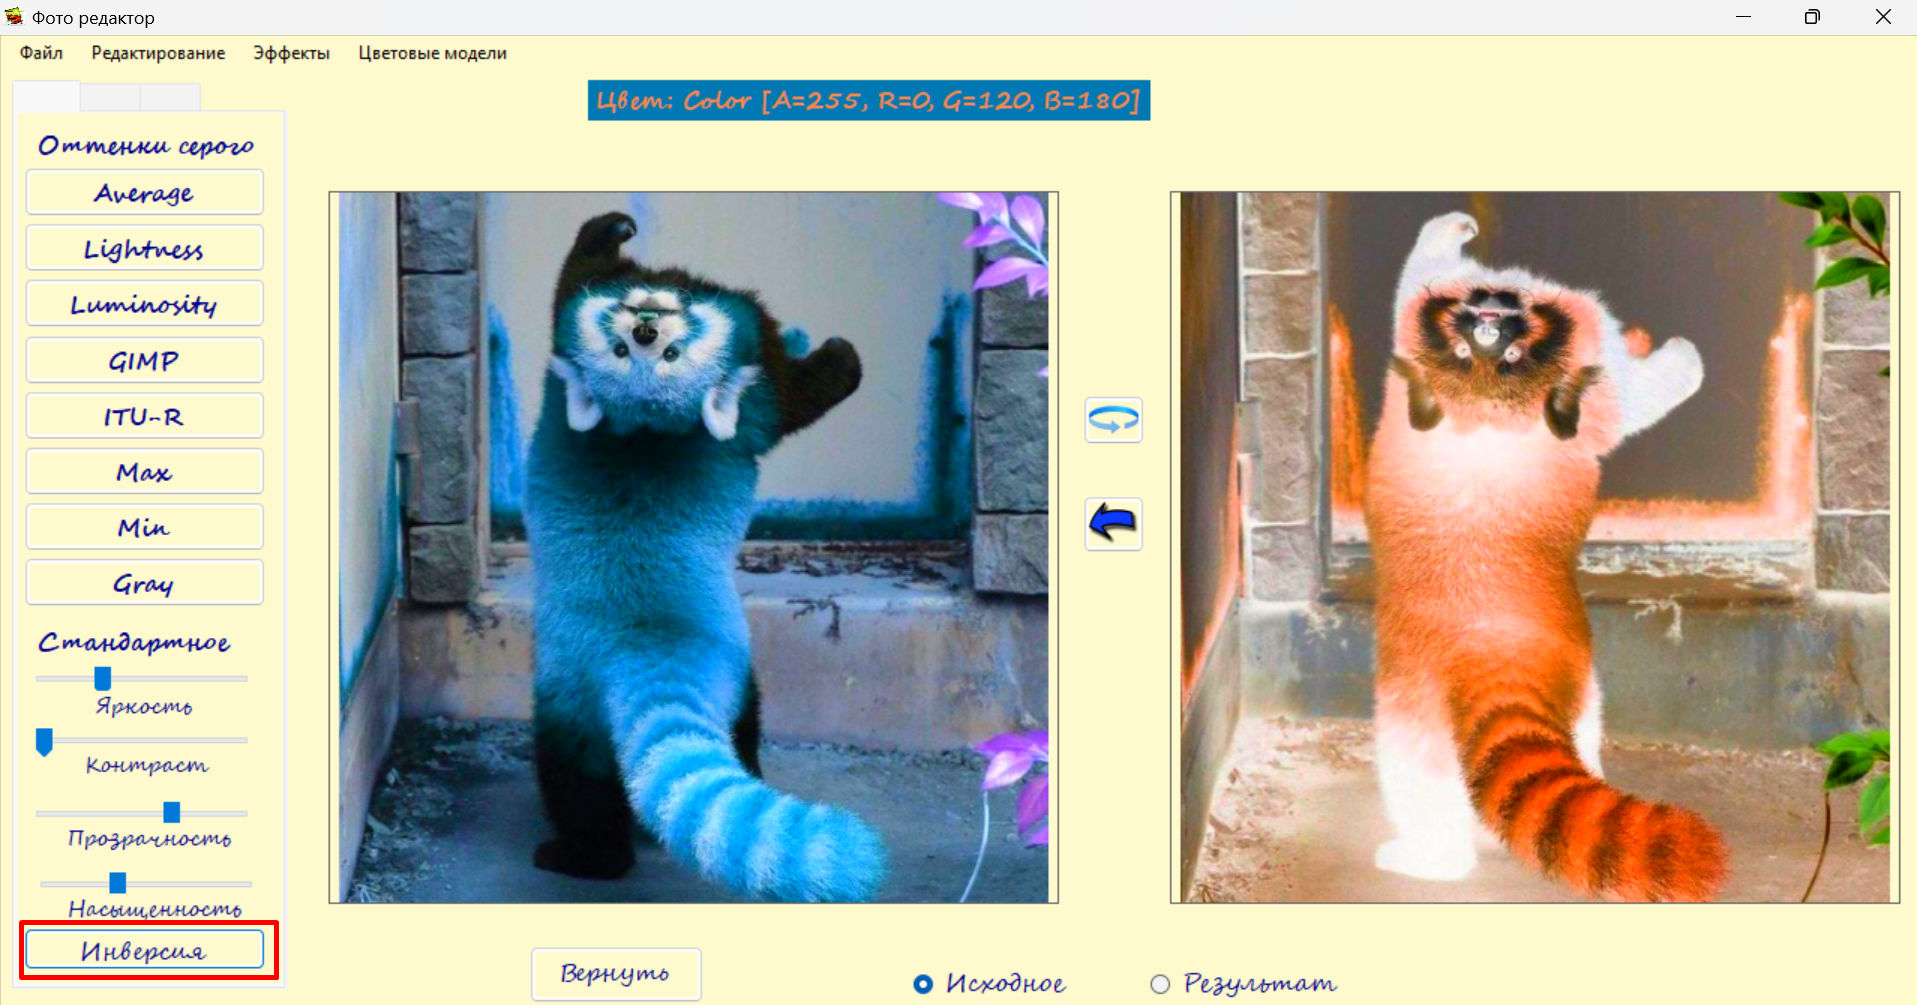 Фото редактор
Файл Редактирование Эффекты Цветовые модели
Цвет: Color [A=255, R=0, G=120, B=180]
Оттенки серого
Average
Lightness
Luminosity
GIMP
ITU-R
Max
Min
Gray
Стандартное
Яркость
Контраст
Прозрачность
Насыщенность
Инверсия
Вернуть
Исходное
Результат